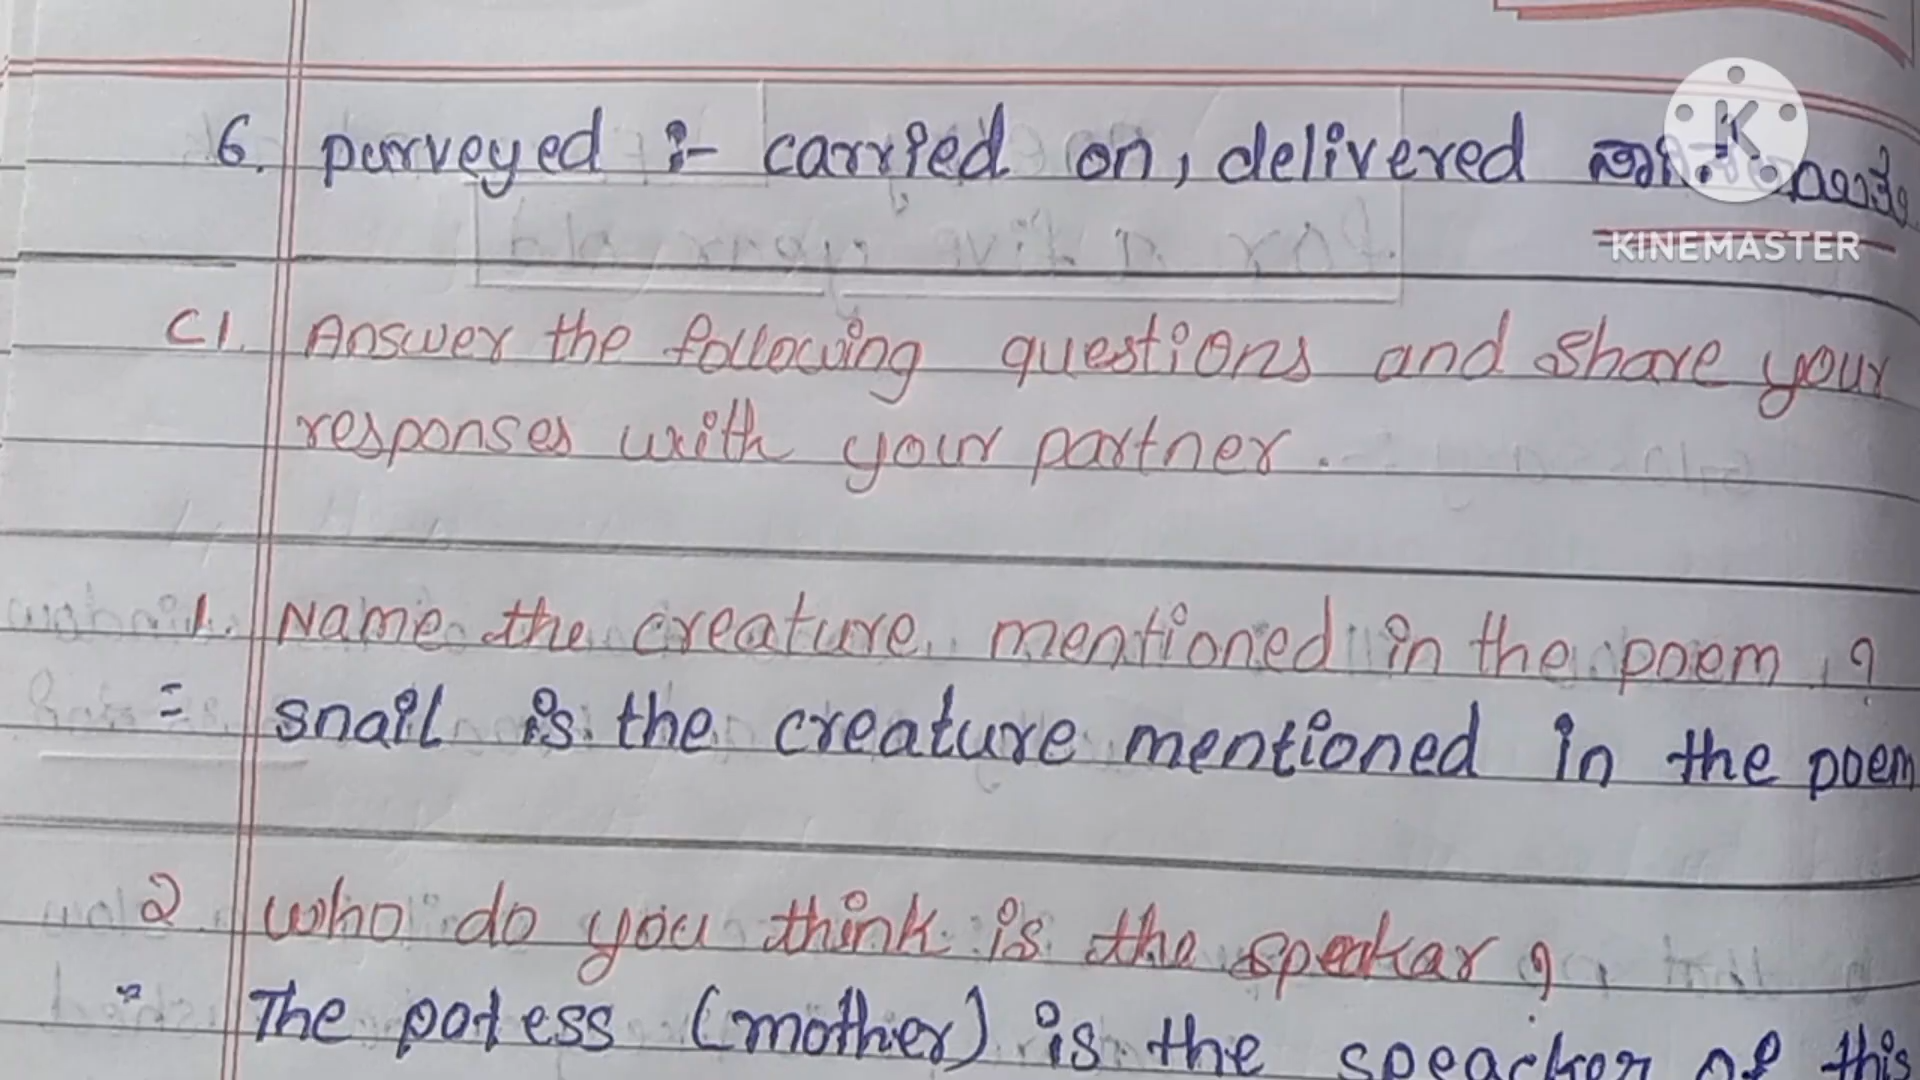 6. purveyed :- carried on, delivered
KINEMASTER
C1. Answer the following questions and share your
responses with your partner.
1. Name the creature mentioned in the poem ?
= snail is the creature mentioned in the poem
2 who do you think is the speakar ?
= The potess (mother) is the speacker of this